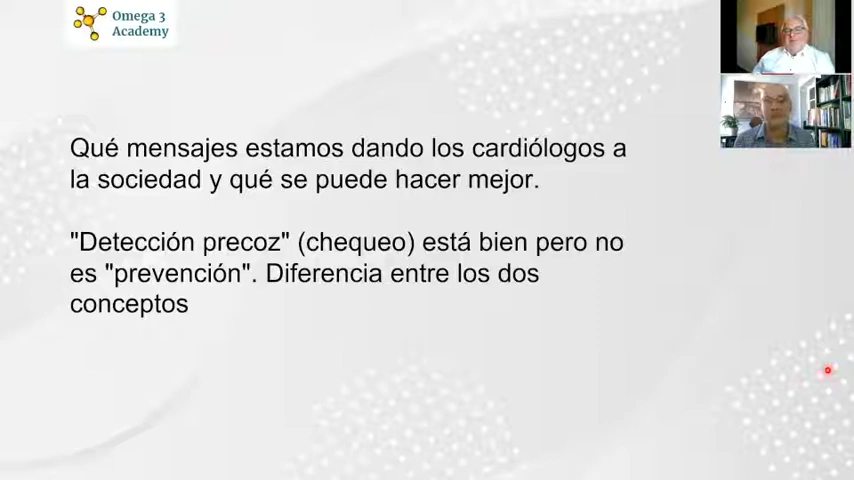 Omega 3
Academy
Qué mensajes estamos dando los cardiólogos a
la sociedad y qué se puede hacer mejor.
"Detección precoz" (chequeo) está bien pero no
es "prevención". Diferencia entre los dos
conceptos